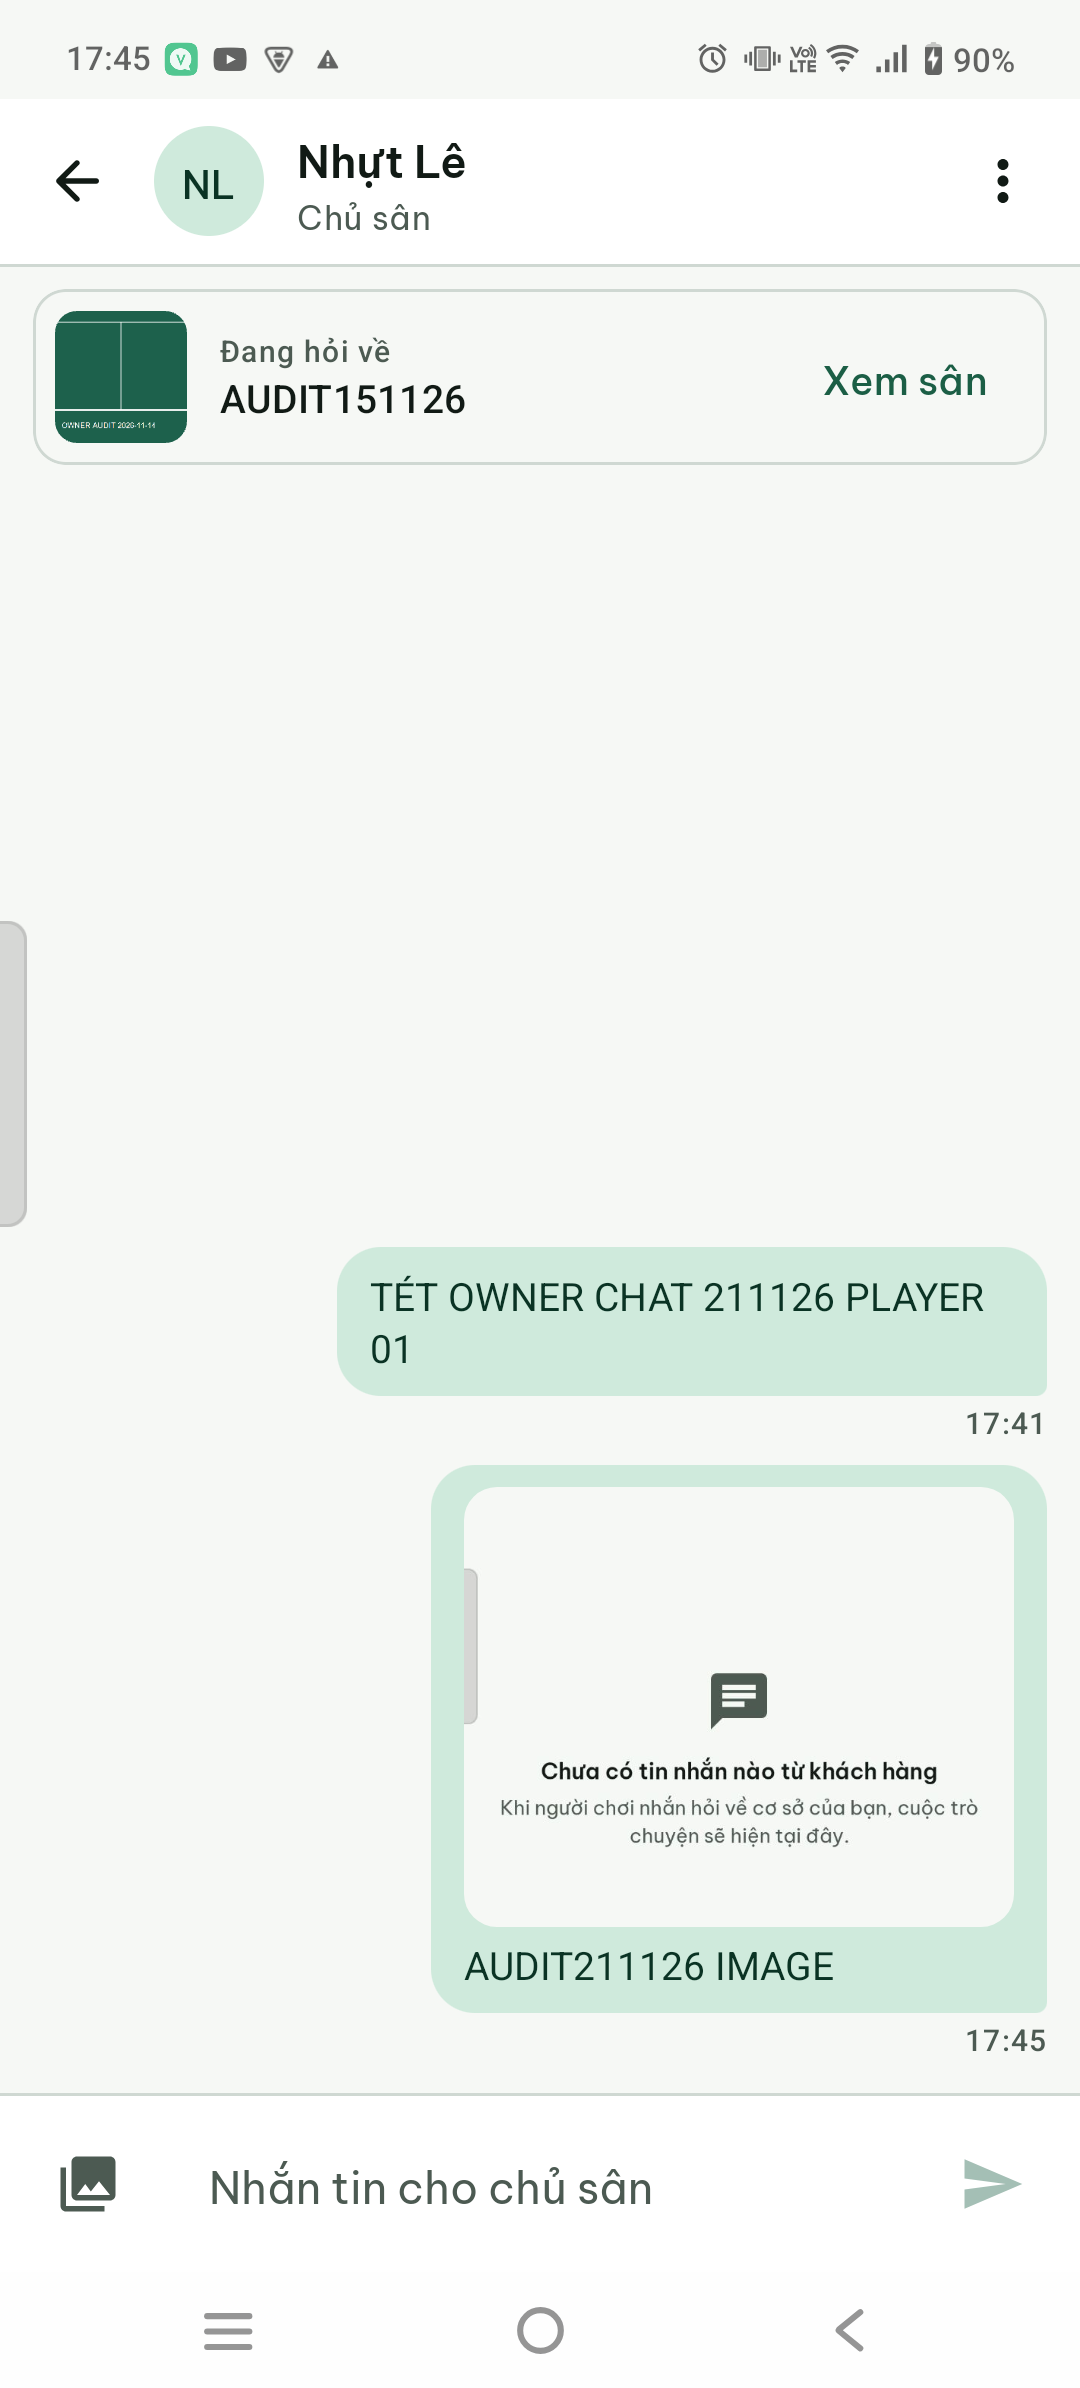 17:45
VoLTE
90%
NL
Nhựt Lê
Chủ sân
Đang hỏi về
AUDIT151126
Xem sân
OWNER AUDIT 2026-11-14
TÉT OWNER CHAT 211126 PLAYER
01
17:41
Chưa có tin nhắn nào từ khách hàng
Khi người chơi nhắn hỏi về cơ sở của bạn, cuộc trò
chuyện sẽ hiện tại đây.
AUDIT211126 IMAGE
17:45
Nhắn tin cho chủ sân